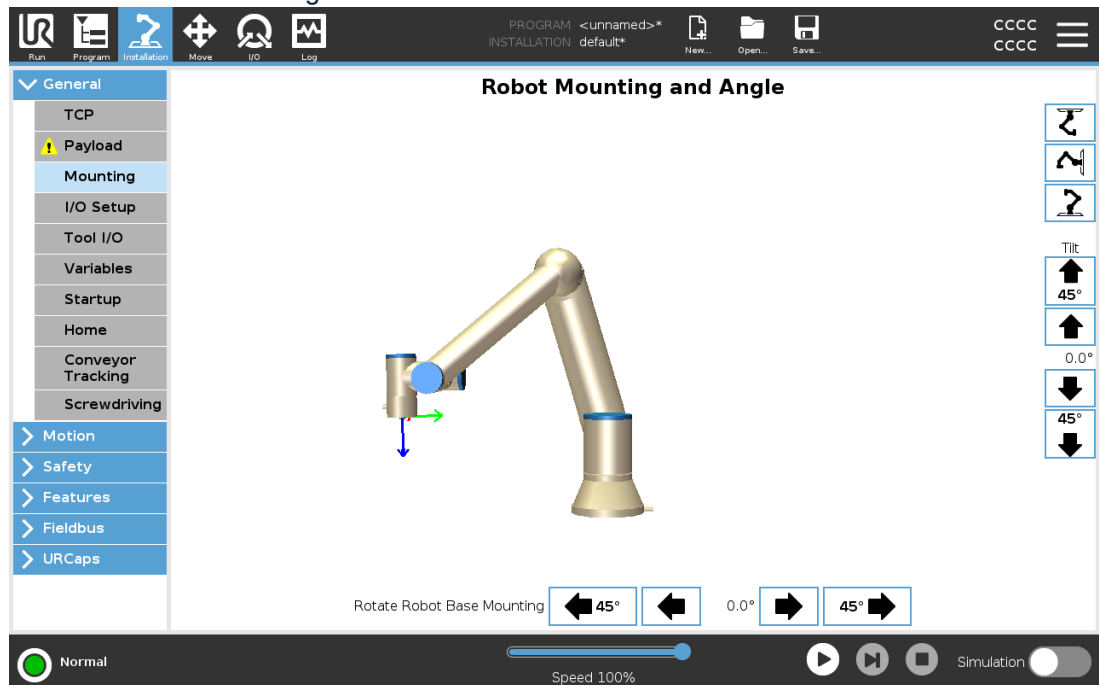 UR
PROGRAM <unnamed>*
INSTALLATION default*
Run
Program
Installation
Move
I/O
Log
New...
Open...
Save...
CCCC
CCCC
General
TCP
Payload
Mounting
I/O Setup
Tool I/O
Variables
Startup
Home
Conveyor
Tracking
Screwdriving
Motion
Safety
Features
Fieldbus
URCaps
Robot Mounting and Angle
Tilt
45°
0.0°
45°
Rotate Robot Base Mounting
45°
0.0°
45°
Normal
Speed 100%
Simulation